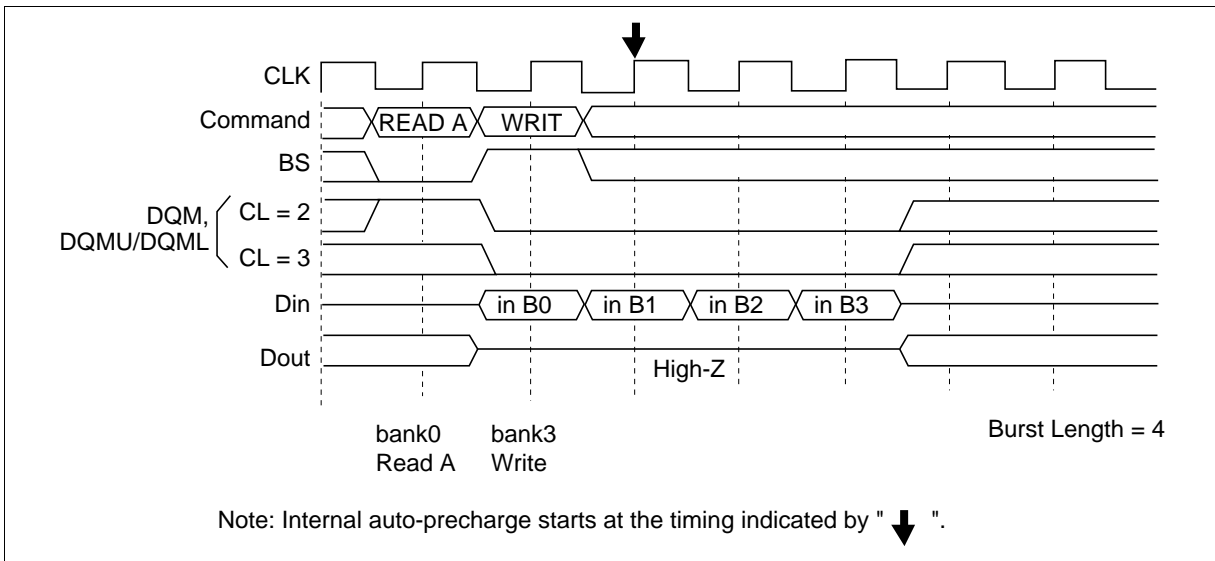 CLK
Command READ A WRIT
BS
DQM,
DQMU/DQML
CL = 2
CL = 3
Din in B0 in B1 in B2 in B3
Dout High-Z
bank0 bank3 Burst Length = 4
Read A Write
Note: Internal auto-precharge starts at the timing indicated by " ".